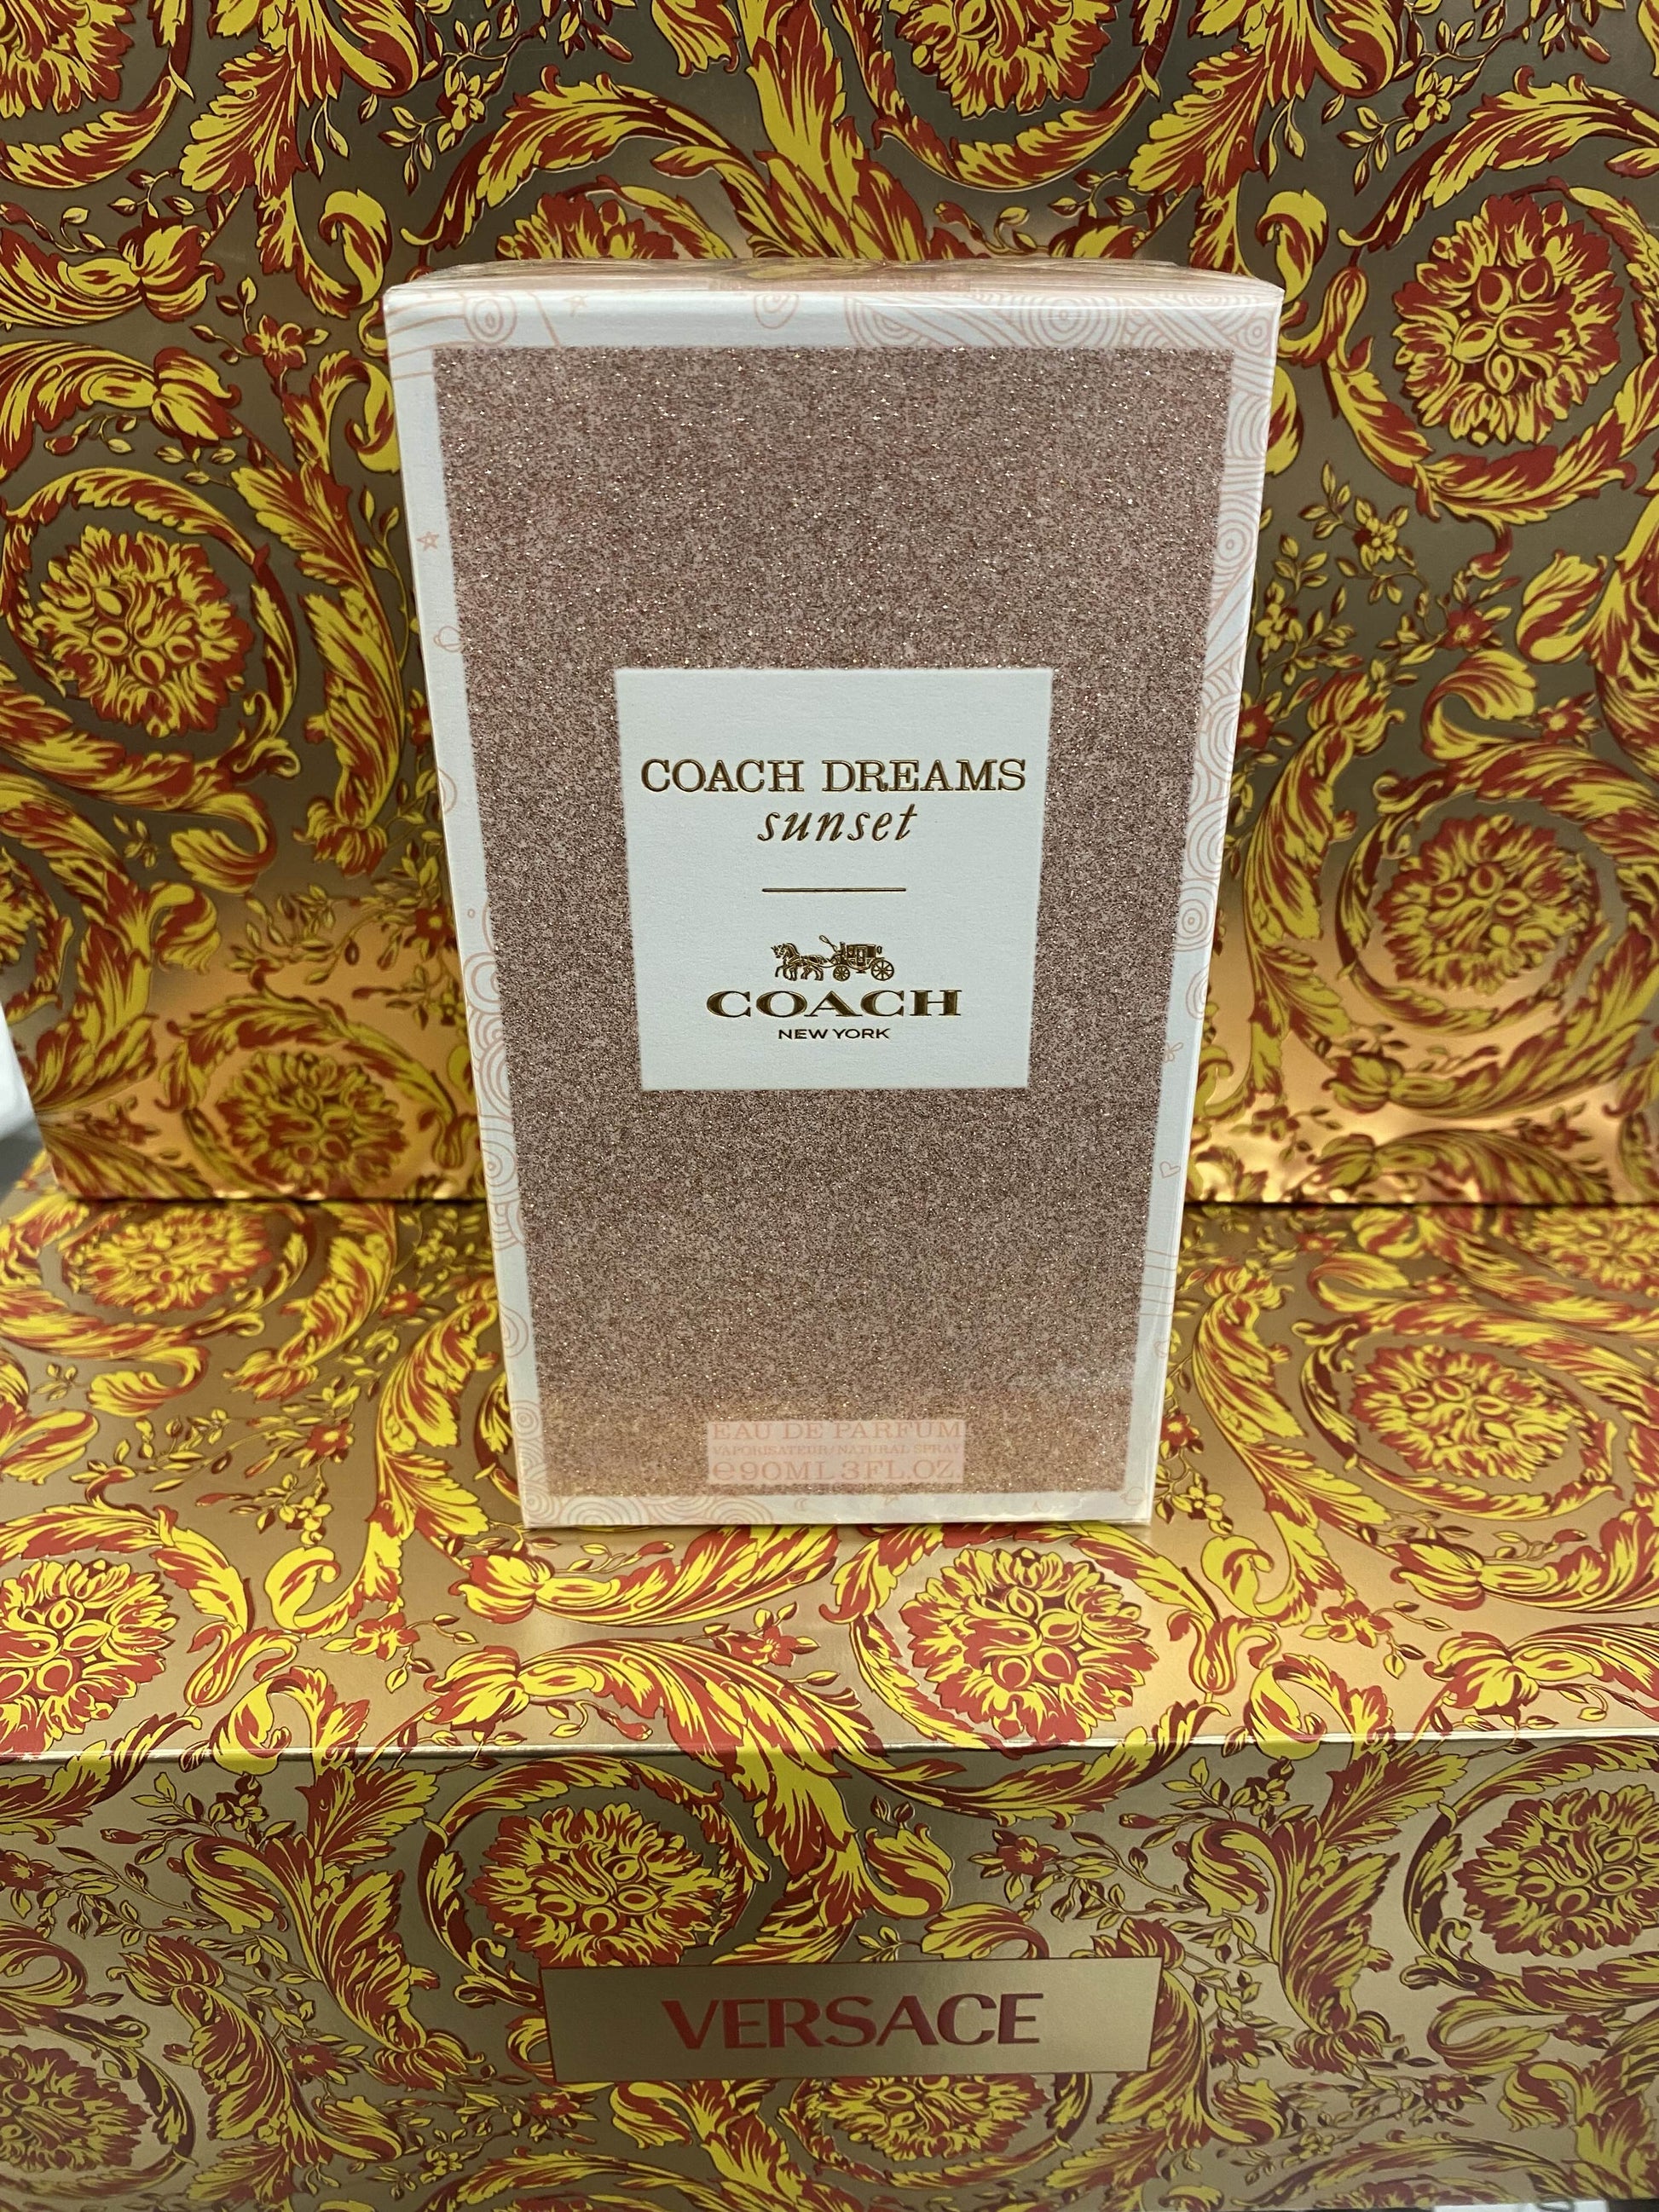 COACH DREAMS
sunset
COACH
NEW YORK
EAU DE PARFUM
VAPORISATEUR/NATURAL SPRAY
℮90ML 3FL.OZ.
VERSACE